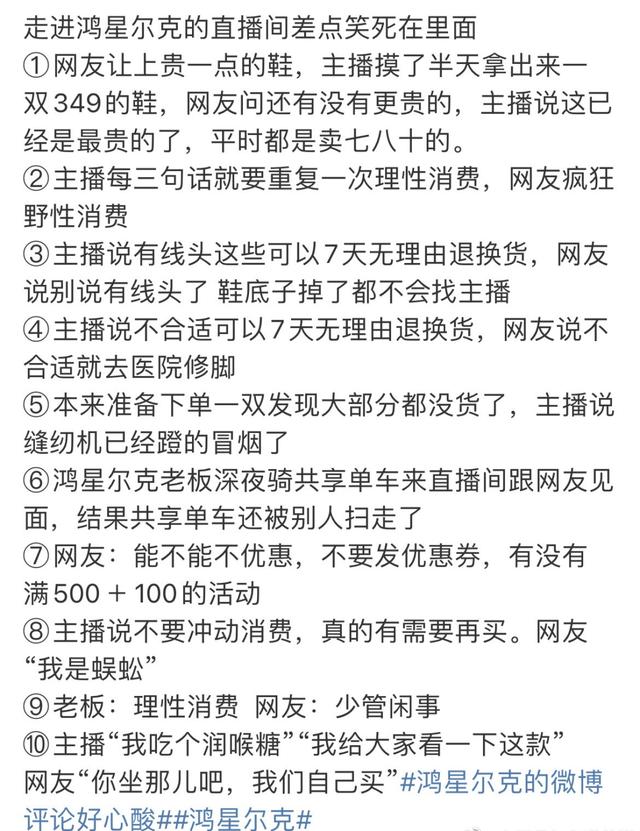 走进鸿星尔克的直播间差点笑死在里面
①网友让上贵一点的鞋，主播摸了半天拿出来一
双349的鞋，网友问还有没有更贵的，主播说这已
经是最贵的了，平时都是卖七八十的。
②主播每三句话就要重复一次理性消费，网友疯狂
野性消费
③主播说有线头这些可以7天无理由退换货，网友
说别说有线头了 鞋底子掉了都不会找主播
④主播说不合适可以7天无理由退换货，网友说不
合适就去医院修脚
⑤本来准备下单一双发现大部分都没货了，主播说
缝纫机已经蹬的冒烟了
⑥鸿星尔克老板深夜骑共享单车来直播间跟网友见
面，结果共享单车还被别人扫走了
⑦网友：能不能不优惠，不要发优惠券，有没有
满500＋100的活动
⑧主播说不要冲动消费，真的有需要再买。网友
“我是蜈蚣”
⑨老板：理性消费 网友：少管闲事
⑩主播“我吃个润喉糖”“我给大家看一下这款”
网友“你坐那儿吧，我们自己买”#鸿星尔克的微博
评论好心酸##鸿星尔克#